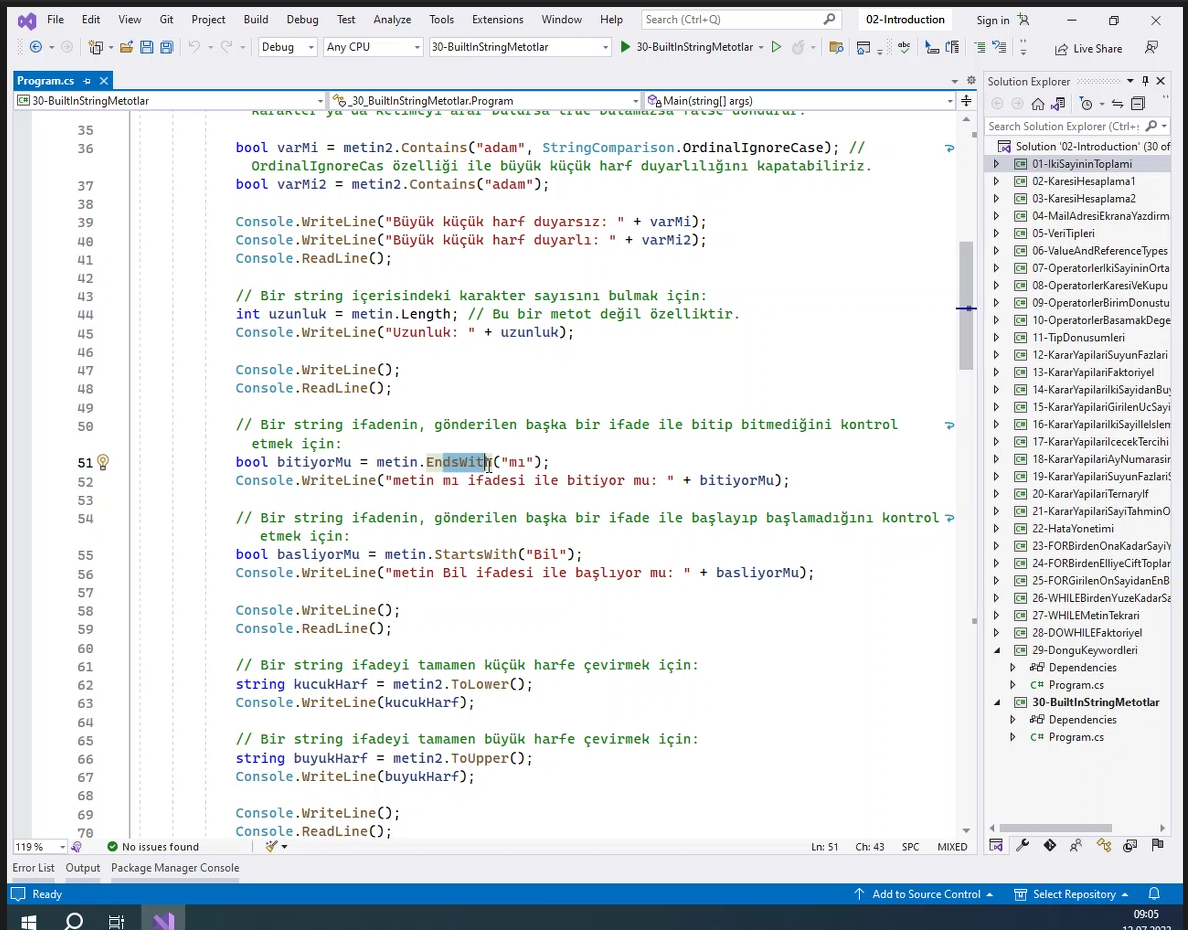 File Edit View Git Project Build Debug Test Analyze Tools Extensions Window Help Search (Ctrl+Q) 02-Introduction Sign in
Debug Any CPU 30-BuiltInStringMetotlar 30-BuiltInStringMetotlar Live Share
Program.cs
30-BuiltInStringMetotlar _30_BuiltInStringMetotlar.Program Main(string[] args)
karakter ya da kelimeyi arar bulursa true bulamazsa false döndürür.
35
36 bool varMi = metin2.Contains("adam", StringComparison.OrdinalIgnoreCase); //
OrdinalIgnoreCas özelliği ile büyük küçük harf duyarlılığını kapatabiliriz.
37 bool varMi2 = metin2.Contains("adam");
38
39 Console.WriteLine("Büyük küçük harf duyarsız: " + varMi);
40 Console.WriteLine("Büyük küçük harf duyarlı: " + varMi2);
41 Console.ReadLine();
42
43 // Bir string içerisindeki karakter sayısını bulmak için:
44 int uzunluk = metin.Length; // Bu bir metot değil özelliktir.
45 Console.WriteLine("Uzunluk: " + uzunluk);
46
47 Console.WriteLine();
48 Console.ReadLine();
49
50 // Bir string ifadenin, gönderilen başka bir ifade ile bitip bitmediğini kontrol
etmek için:
51 bool bitiyorMu = metin.EndsWith("mı");
52 Console.WriteLine("metin mı ifadesi ile bitiyor mu: " + bitiyorMu);
53
54 // Bir string ifadenin, gönderilen başka bir ifade ile başlayıp başlamadığını kontrol
etmek için:
55 bool basliyorMu = metin.StartsWith("Bil");
56 Console.WriteLine("metin Bil ifadesi ile başlıyor mu: " + basliyorMu);
57
58 Console.WriteLine();
59 Console.ReadLine();
60
61 // Bir string ifadeyi tamamen küçük harfe çevirmek için:
62 string kucukHarf = metin2.ToLower();
63 Console.WriteLine(kucukHarf);
64
65 // Bir string ifadeyi tamamen büyük harfe çevirmek için:
66 string buyukHarf = metin2.ToUpper();
67 Console.WriteLine(buyukHarf);
68
69 Console.WriteLine();
70 Console.ReadLine();
119 % No issues found Ln: 51 Ch: 43 SPC MIXED
Solution Explorer
Search Solution Explorer (Ctrl+ş
Solution '02-Introduction' (30 of
01-IkiSayininToplami
02-KaresiHesaplama1
03-KaresiHesaplama2
04-MailAdresiEkranaYazdirm
05-VeriTipleri
06-ValueAndReferenceTypes
07-OperatorlerIkiSayininOrta
08-OperatorlerKaresiVeKupu
09-OperatorlerBirimDonustu
10-OperatorlerBasamakDege
11-TipDonusumleri
12-KararYapilariSuyunFazlari
13-KararYapilariFaktoriyel
14-KararYapilariIkiSayidanBuy
15-KararYapilariGirilenUcSayi
16-KararYapilariIkiSayiIleIslem
17-KararYapilariIcecekTercihi
18-KararYapilariAyNumarasir
19-KararYapilariSuyunFazlari
20-KararYapilariTernaryIf
21-KararYapilariSayiTahminO
22-HataYonetimi
23-FORBirdenOnaKadarSayiY
24-FORBirdenElliyeCiftToplar
25-FORGirilenOnSayidanEnB
26-WHILEBirdenYuzeKadarSa
27-WHILEMetinTekrari
28-DOWHILEFaktoriyel
29-DonguKeywordleri
Dependencies
C# Program.cs
30-BuiltInStringMetotlar
Dependencies
C# Program.cs
Error List Output Package Manager Console
Ready Add to Source Control Select Repository
09:05